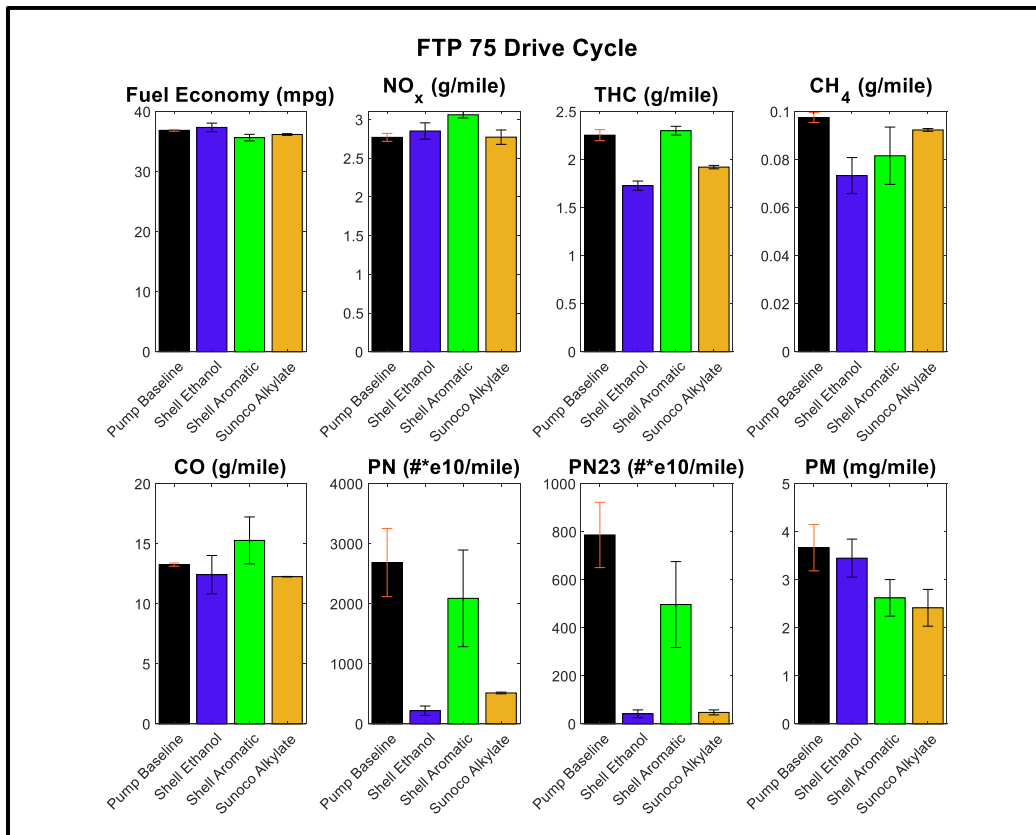 FTP 75 Drive Cycle
Fuel Economy (mpg)
40
30
20
10
0
Pump Baseline
Shell Ethanol
Shell Aromatic
Sunoco Alkylate
NOx (g/mile)
3
2.5
2
1.5
1
0.5
0
Pump Baseline
Shell Ethanol
Shell Aromatic
Sunoco Alkylate
THC (g/mile)
2.5
2
1.5
1
0.5
0
Pump Baseline
Shell Ethanol
Shell Aromatic
Sunoco Alkylate
CH4 (g/mile)
0.1
0.08
0.06
0.04
0.02
0
Pump Baseline
Shell Ethanol
Shell Aromatic
Sunoco Alkylate
CO (g/mile)
20
15
10
5
0
Pump Baseline
Shell Ethanol
Shell Aromatic
Sunoco Alkylate
PN (#*e10/mile)
4000
3000
2000
1000
0
Pump Baseline
Shell Ethanol
Shell Aromatic
Sunoco Alkylate
PN23 (#*e10/mile)
1000
800
600
400
200
0
Pump Baseline
Shell Ethanol
Shell Aromatic
Sunoco Alkylate
PM (mg/mile)
5
4
3
2
1
0
Pump Baseline
Shell Ethanol
Shell Aromatic
Sunoco Alkylate